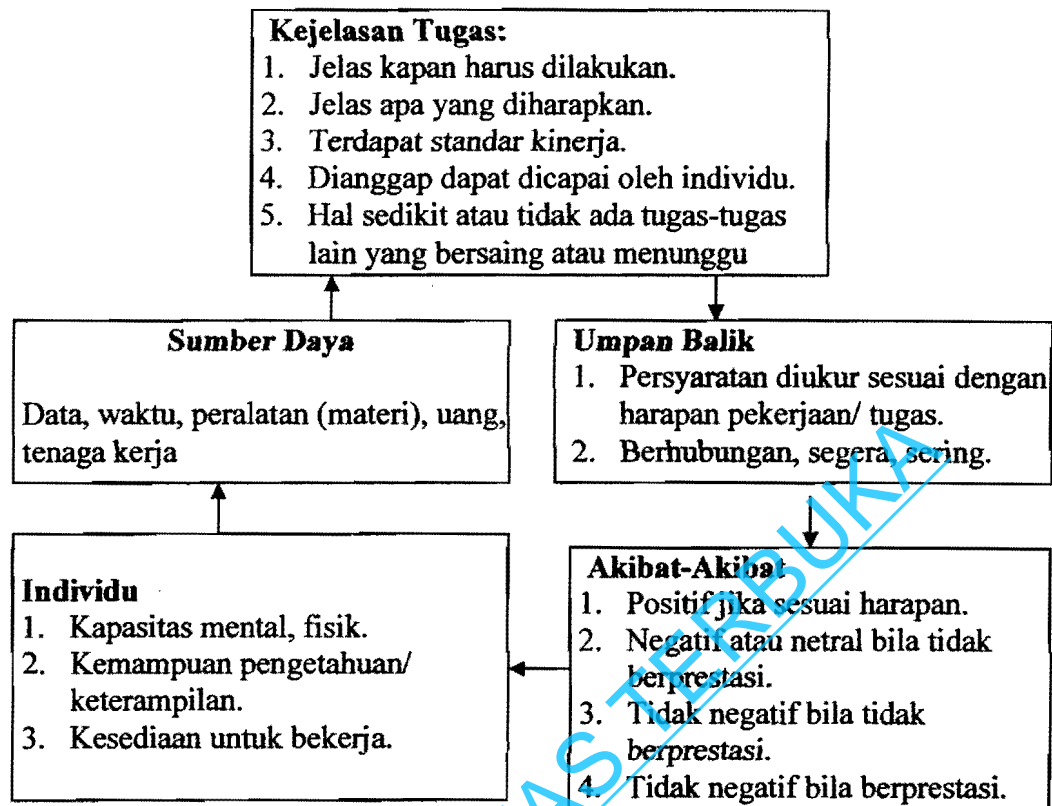 Kejelasan Tugas:
1. Jelas kapan harus dilakukan.
2. Jelas apa yang diharapkan.
3. Terdapat standar kinerja.
4. Dianggap dapat dicapai oleh individu.
5. Hal sedikit atau tidak ada tugas-tugas
lain yang bersaing atau menunggu
Sumber Daya
Data, waktu, peralatan (materi), uang,
tenaga kerja
Umpan Balik
1. Persyaratan diukur sesuai dengan
harapan pekerjaan/ tugas.
2. Berhubungan, segera, sering.
Individu
1. Kapasitas mental, fisik.
2. Kemampuan pengetahuan/
keterampilan.
3. Kesediaan untuk bekerja.
Akibat-Akibat
1. Positif jika sesuai harapan.
2. Negatif atau netral bila tidak
berprestasi.
3. Tidak negatif bila tidak
berprestasi.
4. Tidak negatif bila berprestasi.
AS TERBUKA